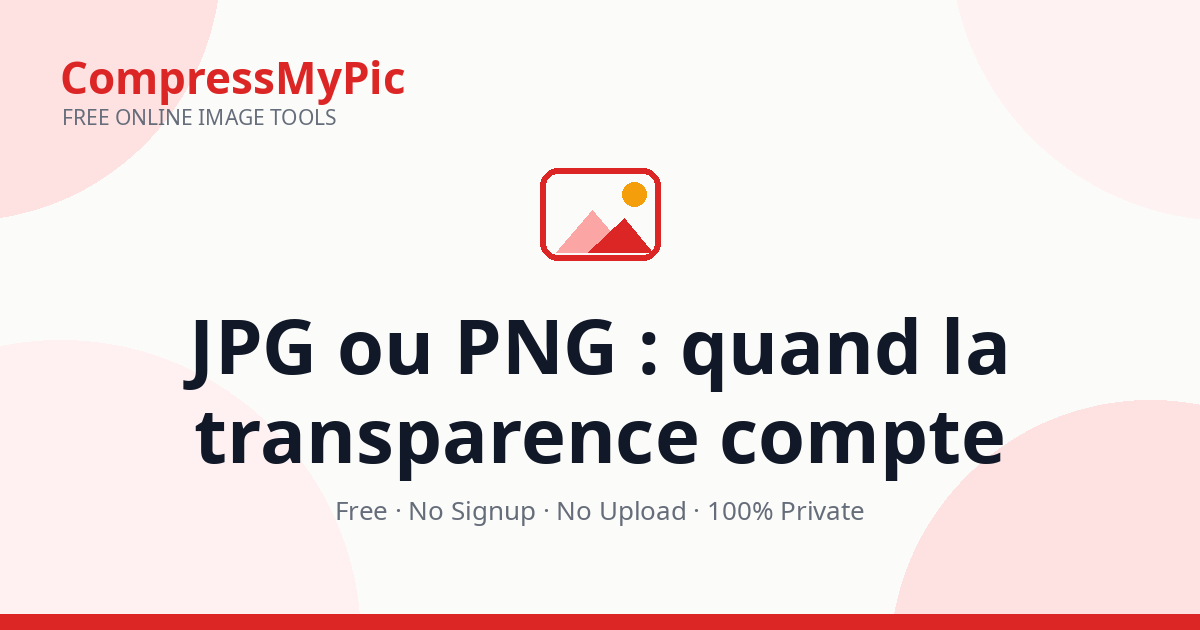 CompressMyPic
FREE ONLINE IMAGE TOOLS
JPG ou PNG : quand la
transparence compte
Free · No Signup · No Upload · 100% Private